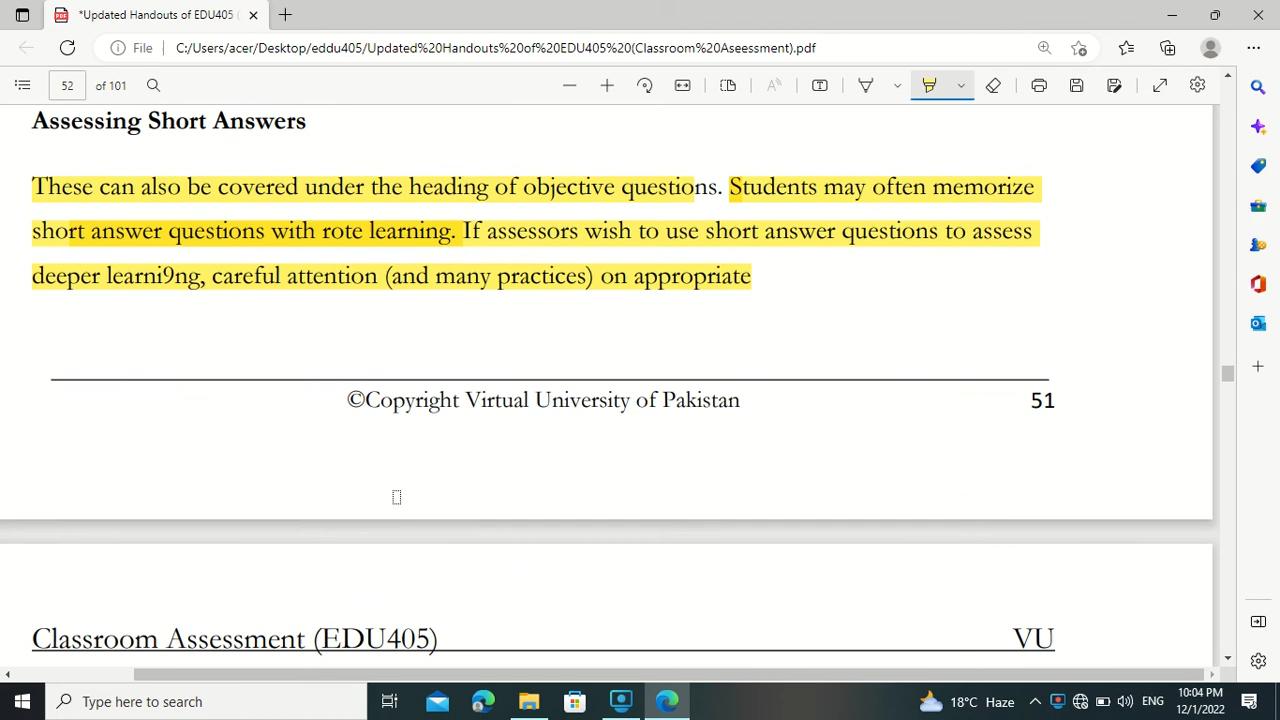 *Updated Handouts of EDU405 (
File C:/Users/acer/Desktop/eddu405/Updated%20Handouts%20of%20EDU405%20(Classroom%20Aseessment).pdf
52 of 101
Assessing Short Answers
These can also be covered under the heading of objective questions. Students may often memorize
short answer questions with rote learning. If assessors wish to use short answer questions to assess
deeper learni9ng, careful attention (and many practices) on appropriate
©Copyright Virtual University of Pakistan 51
Classroom Assessment (EDU405) VU
Type here to search
18°C Haze
ENG
10:04 PM
12/1/2022